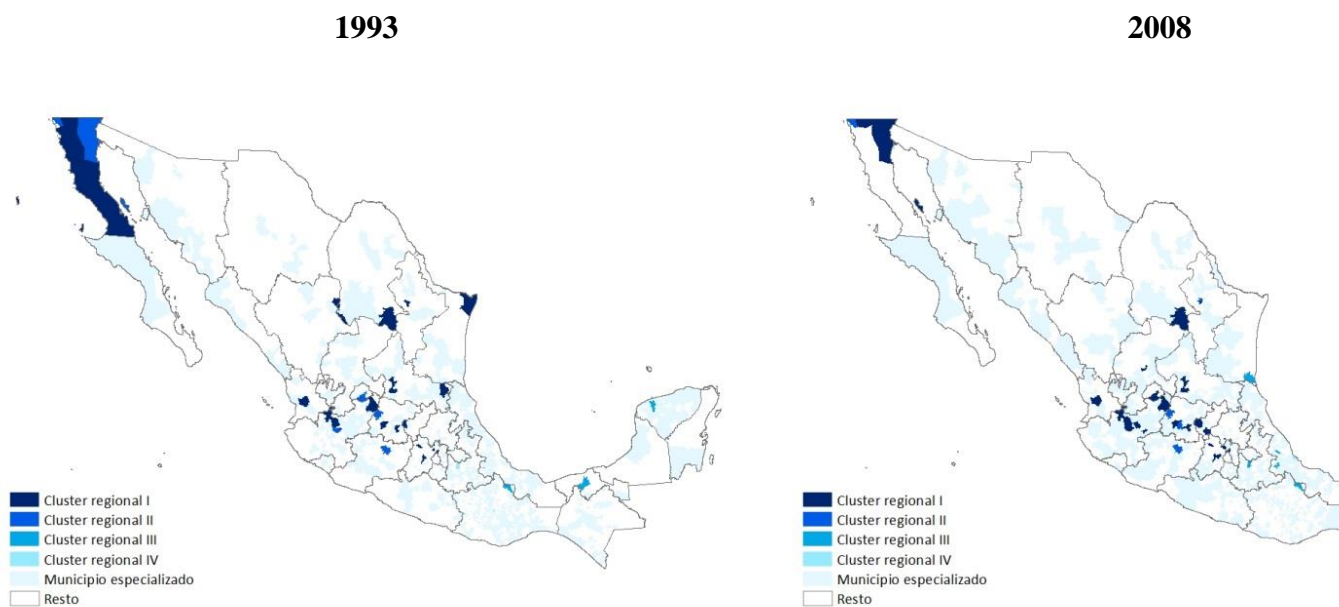 1993
2008
Cluster regional I
Cluster regional II
Cluster regional III
Cluster regional IV
Municipio especializado
Resto
Cluster regional I
Cluster regional II
Cluster regional III
Cluster regional IV
Municipio especializado
Resto